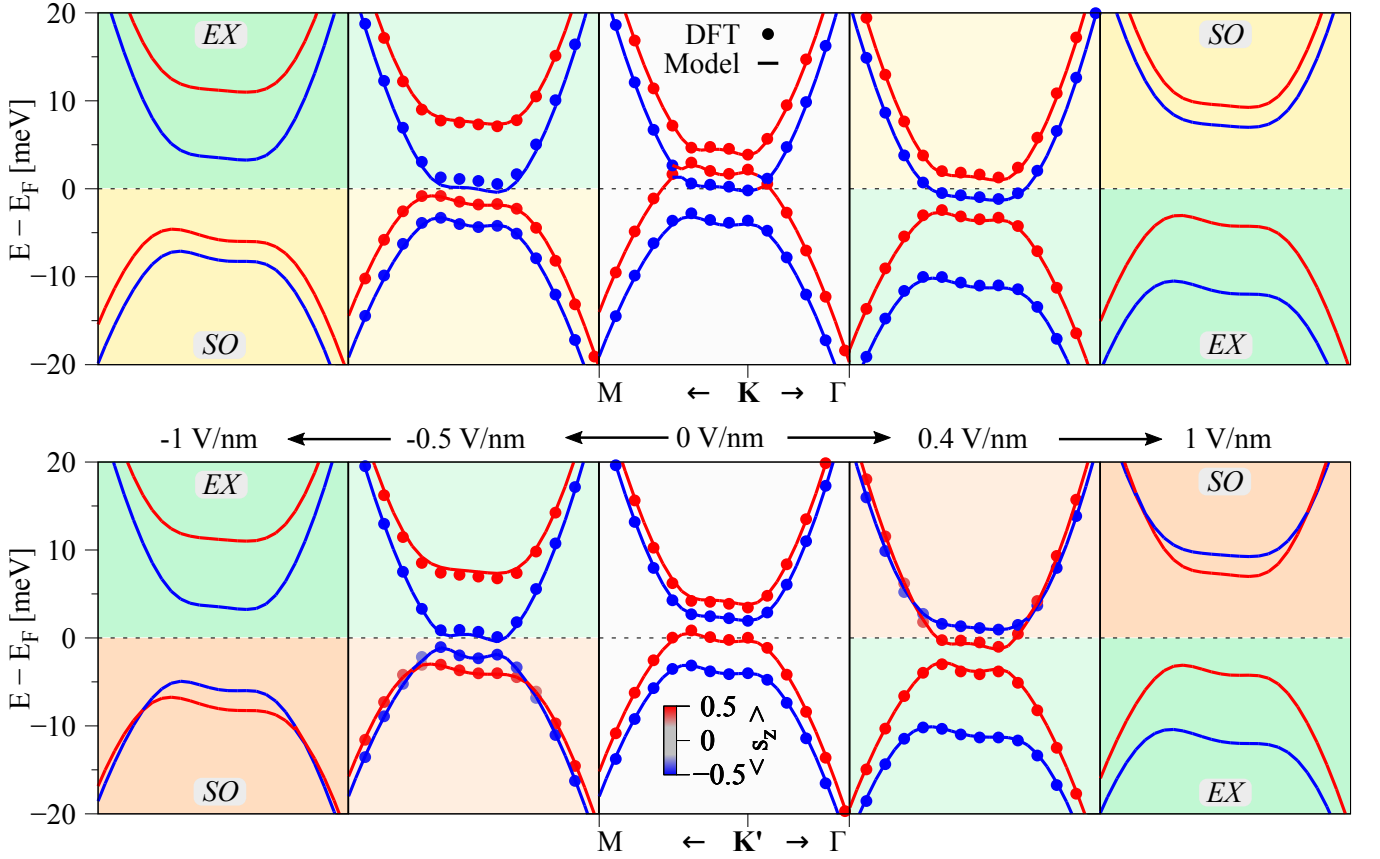 20
10
0
−10
−20
E − E_F [meV]
EX
SO
DFT
Model
SO
EX
M ← K → Γ
-1 V/nm
-0.5 V/nm
0 V/nm
0.4 V/nm
1 V/nm
20
10
0
−10
−20
E − E_F [meV]
EX
SO
0.5
0
−0.5
< s_z >
SO
EX
M ← K' → Γ